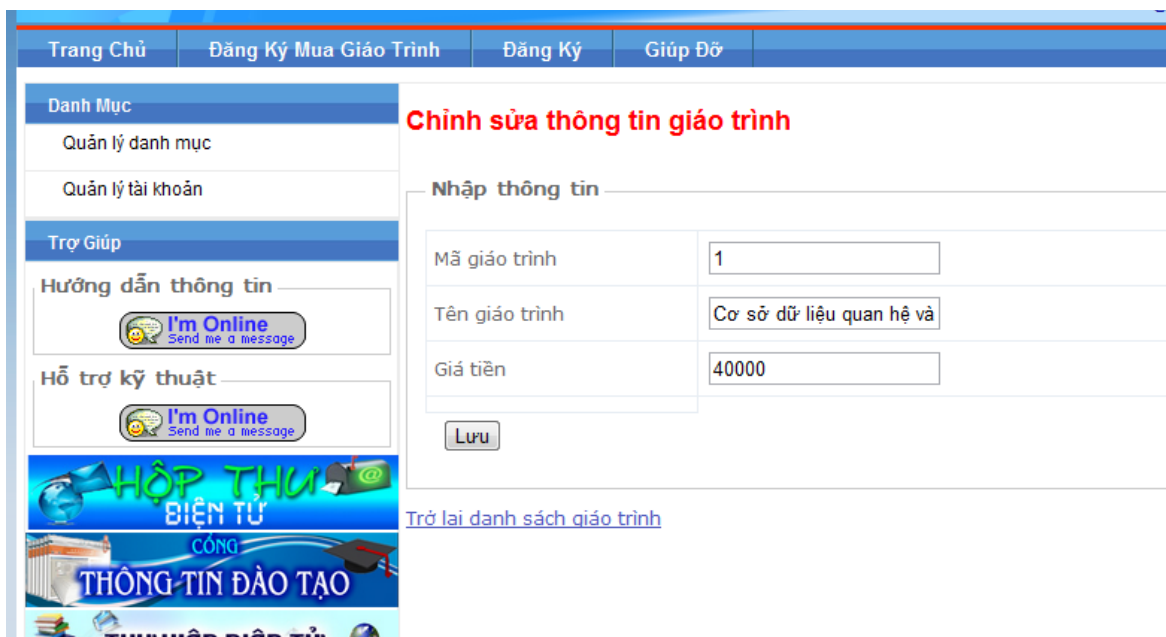 Trang Chủ Đăng Ký Mua Giáo Trình Đăng Ký Giúp Đỡ
Danh Mục
Quản lý danh mục
Quản lý tài khoản
Trợ Giúp
Hướng dẫn thông tin
I'm Online
Send me a message
Hỗ trợ kỹ thuật
I'm Online
Send me a message
HỘP THƯ
ĐIỆN TỬ
CỔNG
THÔNG TIN ĐÀO TẠO
Chỉnh sửa thông tin giáo trình
Nhập thông tin
Mã giáo trình 1
Tên giáo trình Cơ sở dữ liệu quan hệ và
Giá tiền 40000
Lưu
Trở lai danh sách giáo trình